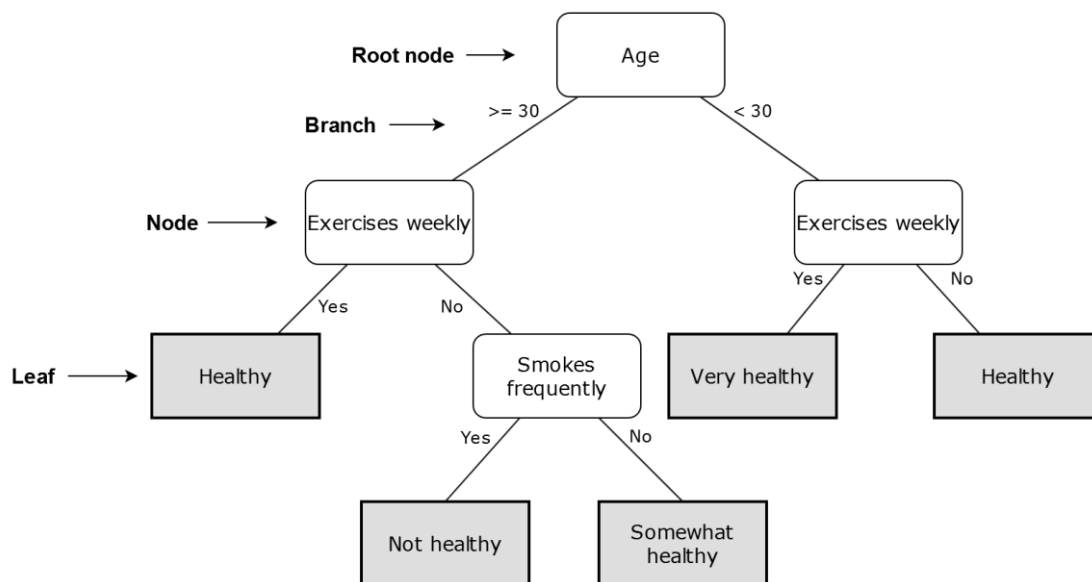 Root node
Age
Branch
>= 30
< 30
Node
Exercises weekly
Exercises weekly
Yes
No
Yes
No
Leaf
Healthy
Smokes
frequently
Very healthy
Healthy
Yes
No
Not healthy
Somewhat
healthy